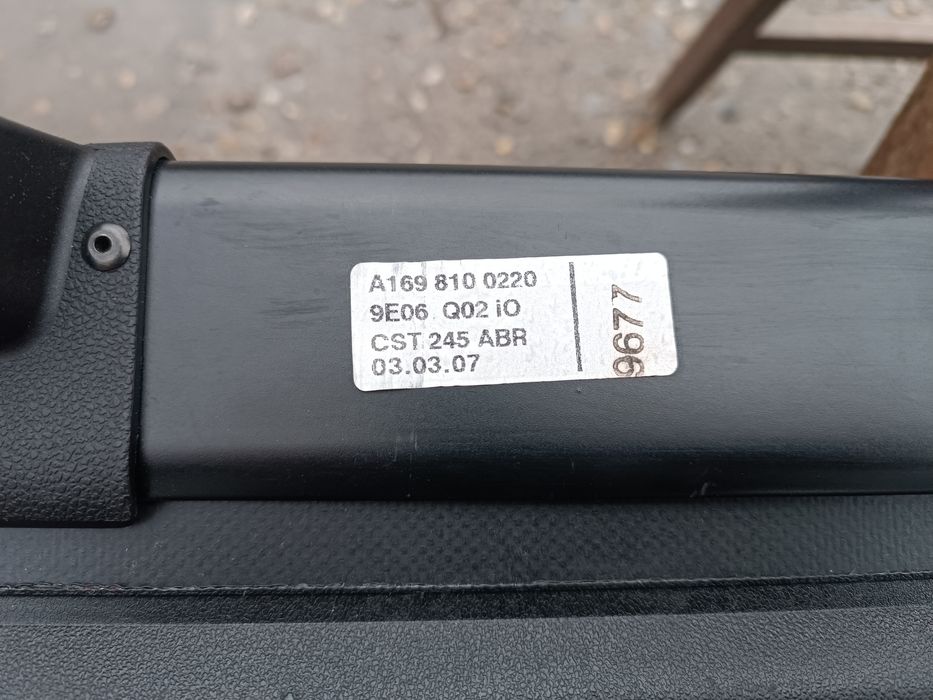 A169 810 0220
9E06 Q02 iO
CST 245 ABR
03.03.07
9677